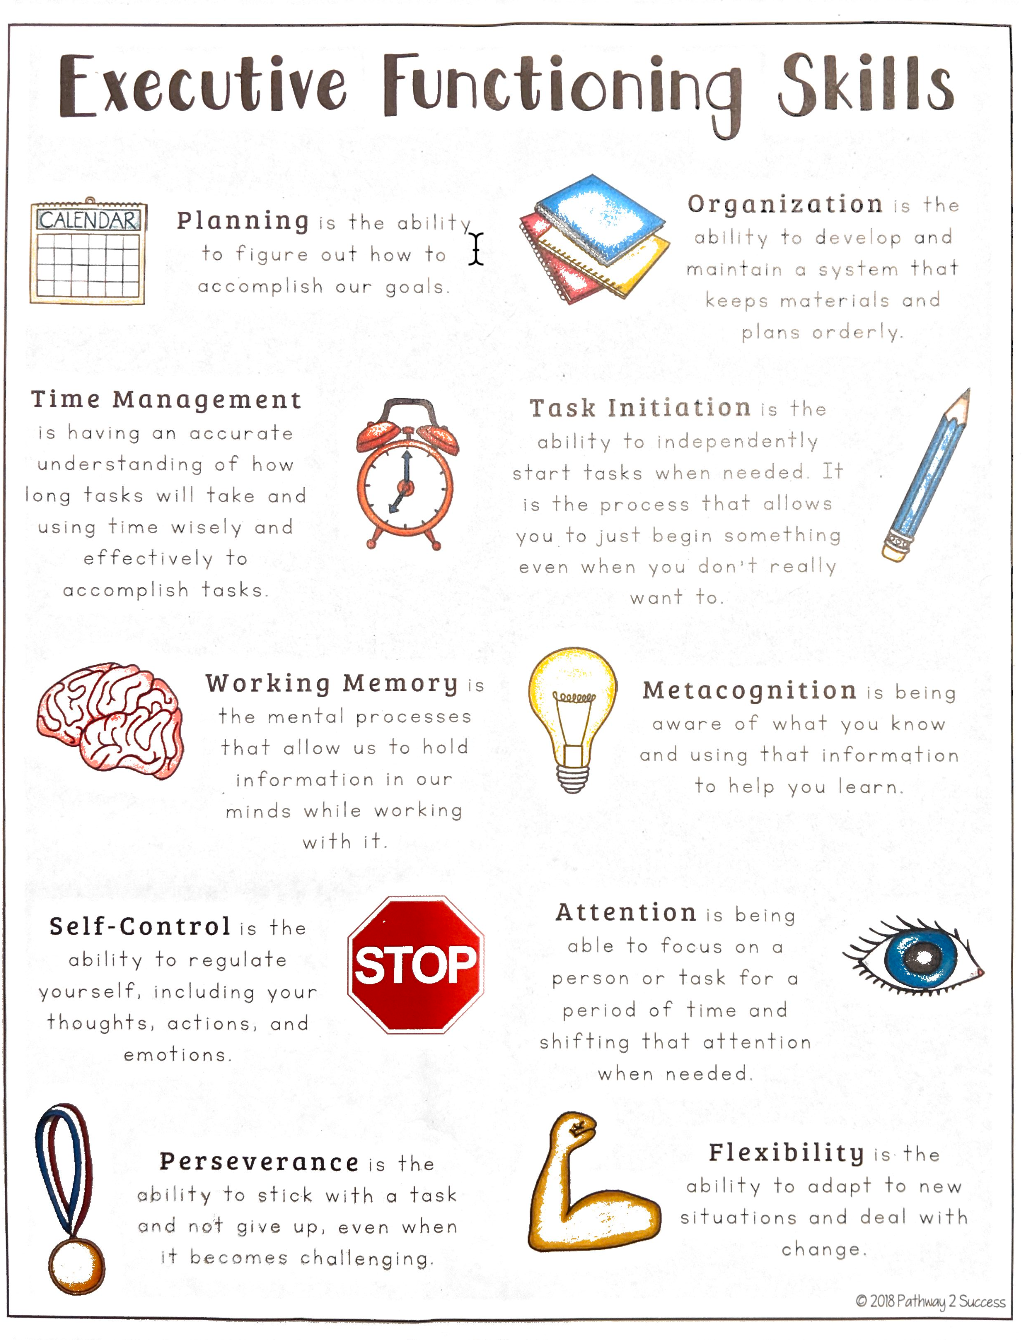 Executive Functioning Skills
CALENDAR
Planning is the ability
to figure out how to
accomplish our goals.
Organization is the
ability to develop and
maintain a system that
keeps materials and
plans orderly.
Time Management
is having an accurate
understanding of how
long tasks will take and
using time wisely and
effectively to
accomplish tasks.
Task Initiation is the
ability to independently
start tasks when needed. It
is the process that allows
you to just begin something
even when you don't really
want to.
Working Memory is
the mental processes
that allow us to hold
information in our
minds while working
with it.
Metacognition is being
aware of what you know
and using that information
to help you learn.
Self-Control is the
ability to regulate
yourself, including your
thoughts, actions, and
emotions.
STOP
Attention is being
able to focus on a
person or task for a
period of time and
shifting that attention
when needed.
Perseverance is the
ability to stick with a task
and not give up, even when
it becomes challenging.
Flexibility is the
ability to adapt to new
situations and deal with
change.
© 2018 Pathway 2 Success